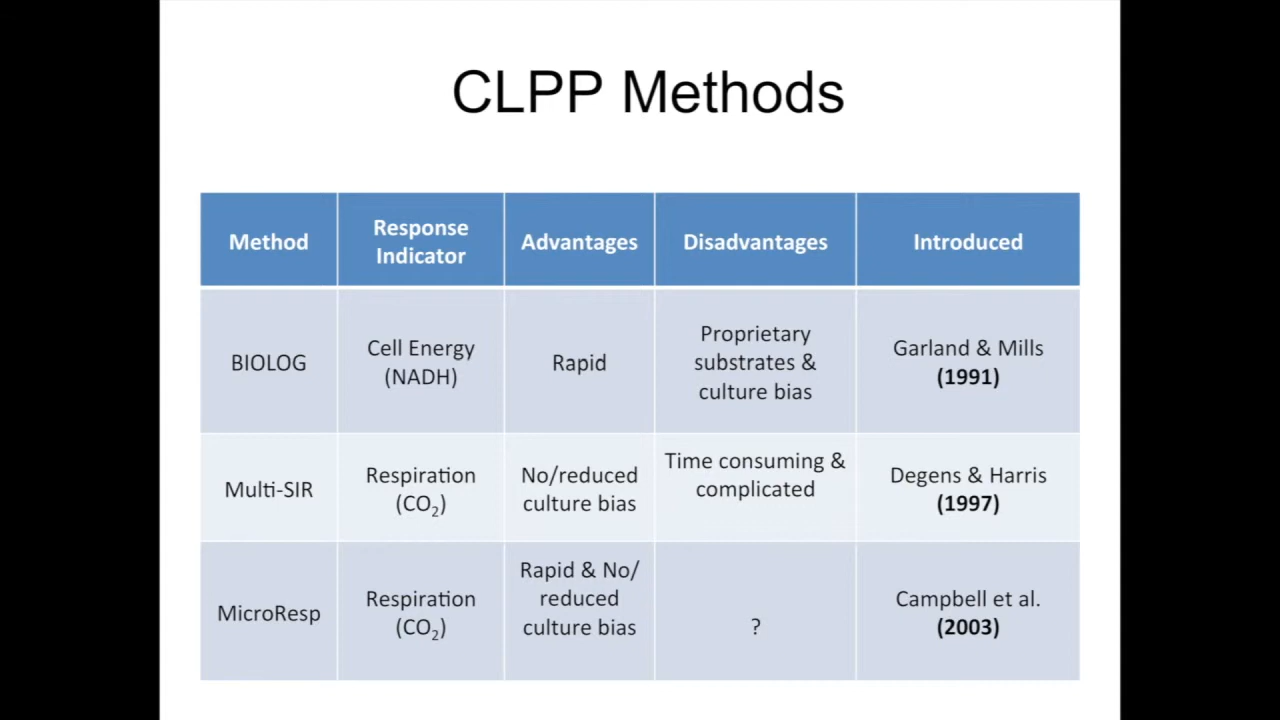 CLPP Methods
Method
Response
Indicator
Advantages
Disadvantages
Introduced
BIOLOG
Cell Energy
(NADH)
Rapid
Proprietary
substrates &
culture bias
Garland & Mills
(1991)
Multi-SIR
Respiration
(CO₂)
No/reduced
culture bias
Time consuming &
complicated
Degens & Harris
(1997)
MicroResp
Respiration
(CO₂)
Rapid & No/
reduced
culture bias
?
Campbell et al.
(2003)